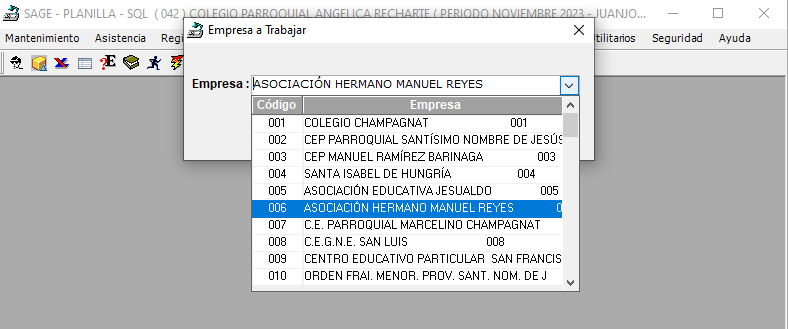 SAGE - PLANILLA - SQL ( 042 ) COLEGIO PARROQUIAL ANGELICA RECHARTE ( PERIODO NOVIEMBRE 2023 - JUANJO...
Mantenimiento Asistencia Seguridad Ayuda
Empresa a Trabajar
Empresa : ASOCIACIÓN HERMANO MANUEL REYES
Código Empresa
001 COLEGIO CHAMPAGNAT 001
002 CEP PARROQUIAL SANTÍSIMO NOMBRE DE JESÚS
003 CEP MANUEL RAMÍREZ BARINAGA 003
004 SANTA ISABEL DE HUNGRÍA 004
005 ASOCIACIÓN EDUCATIVA JESUALDO 005
006 ASOCIACIÓN HERMANO MANUEL REYES 0
007 C.E. PARROQUIAL MARCELINO CHAMPAGNAT
008 C.E.G.N.E. SAN LUIS 008
009 CENTRO EDUCATIVO PARTICULAR SAN FRANCIS
010 ORDEN FRAI. MENOR. PROV. SANT. NOM. DE J